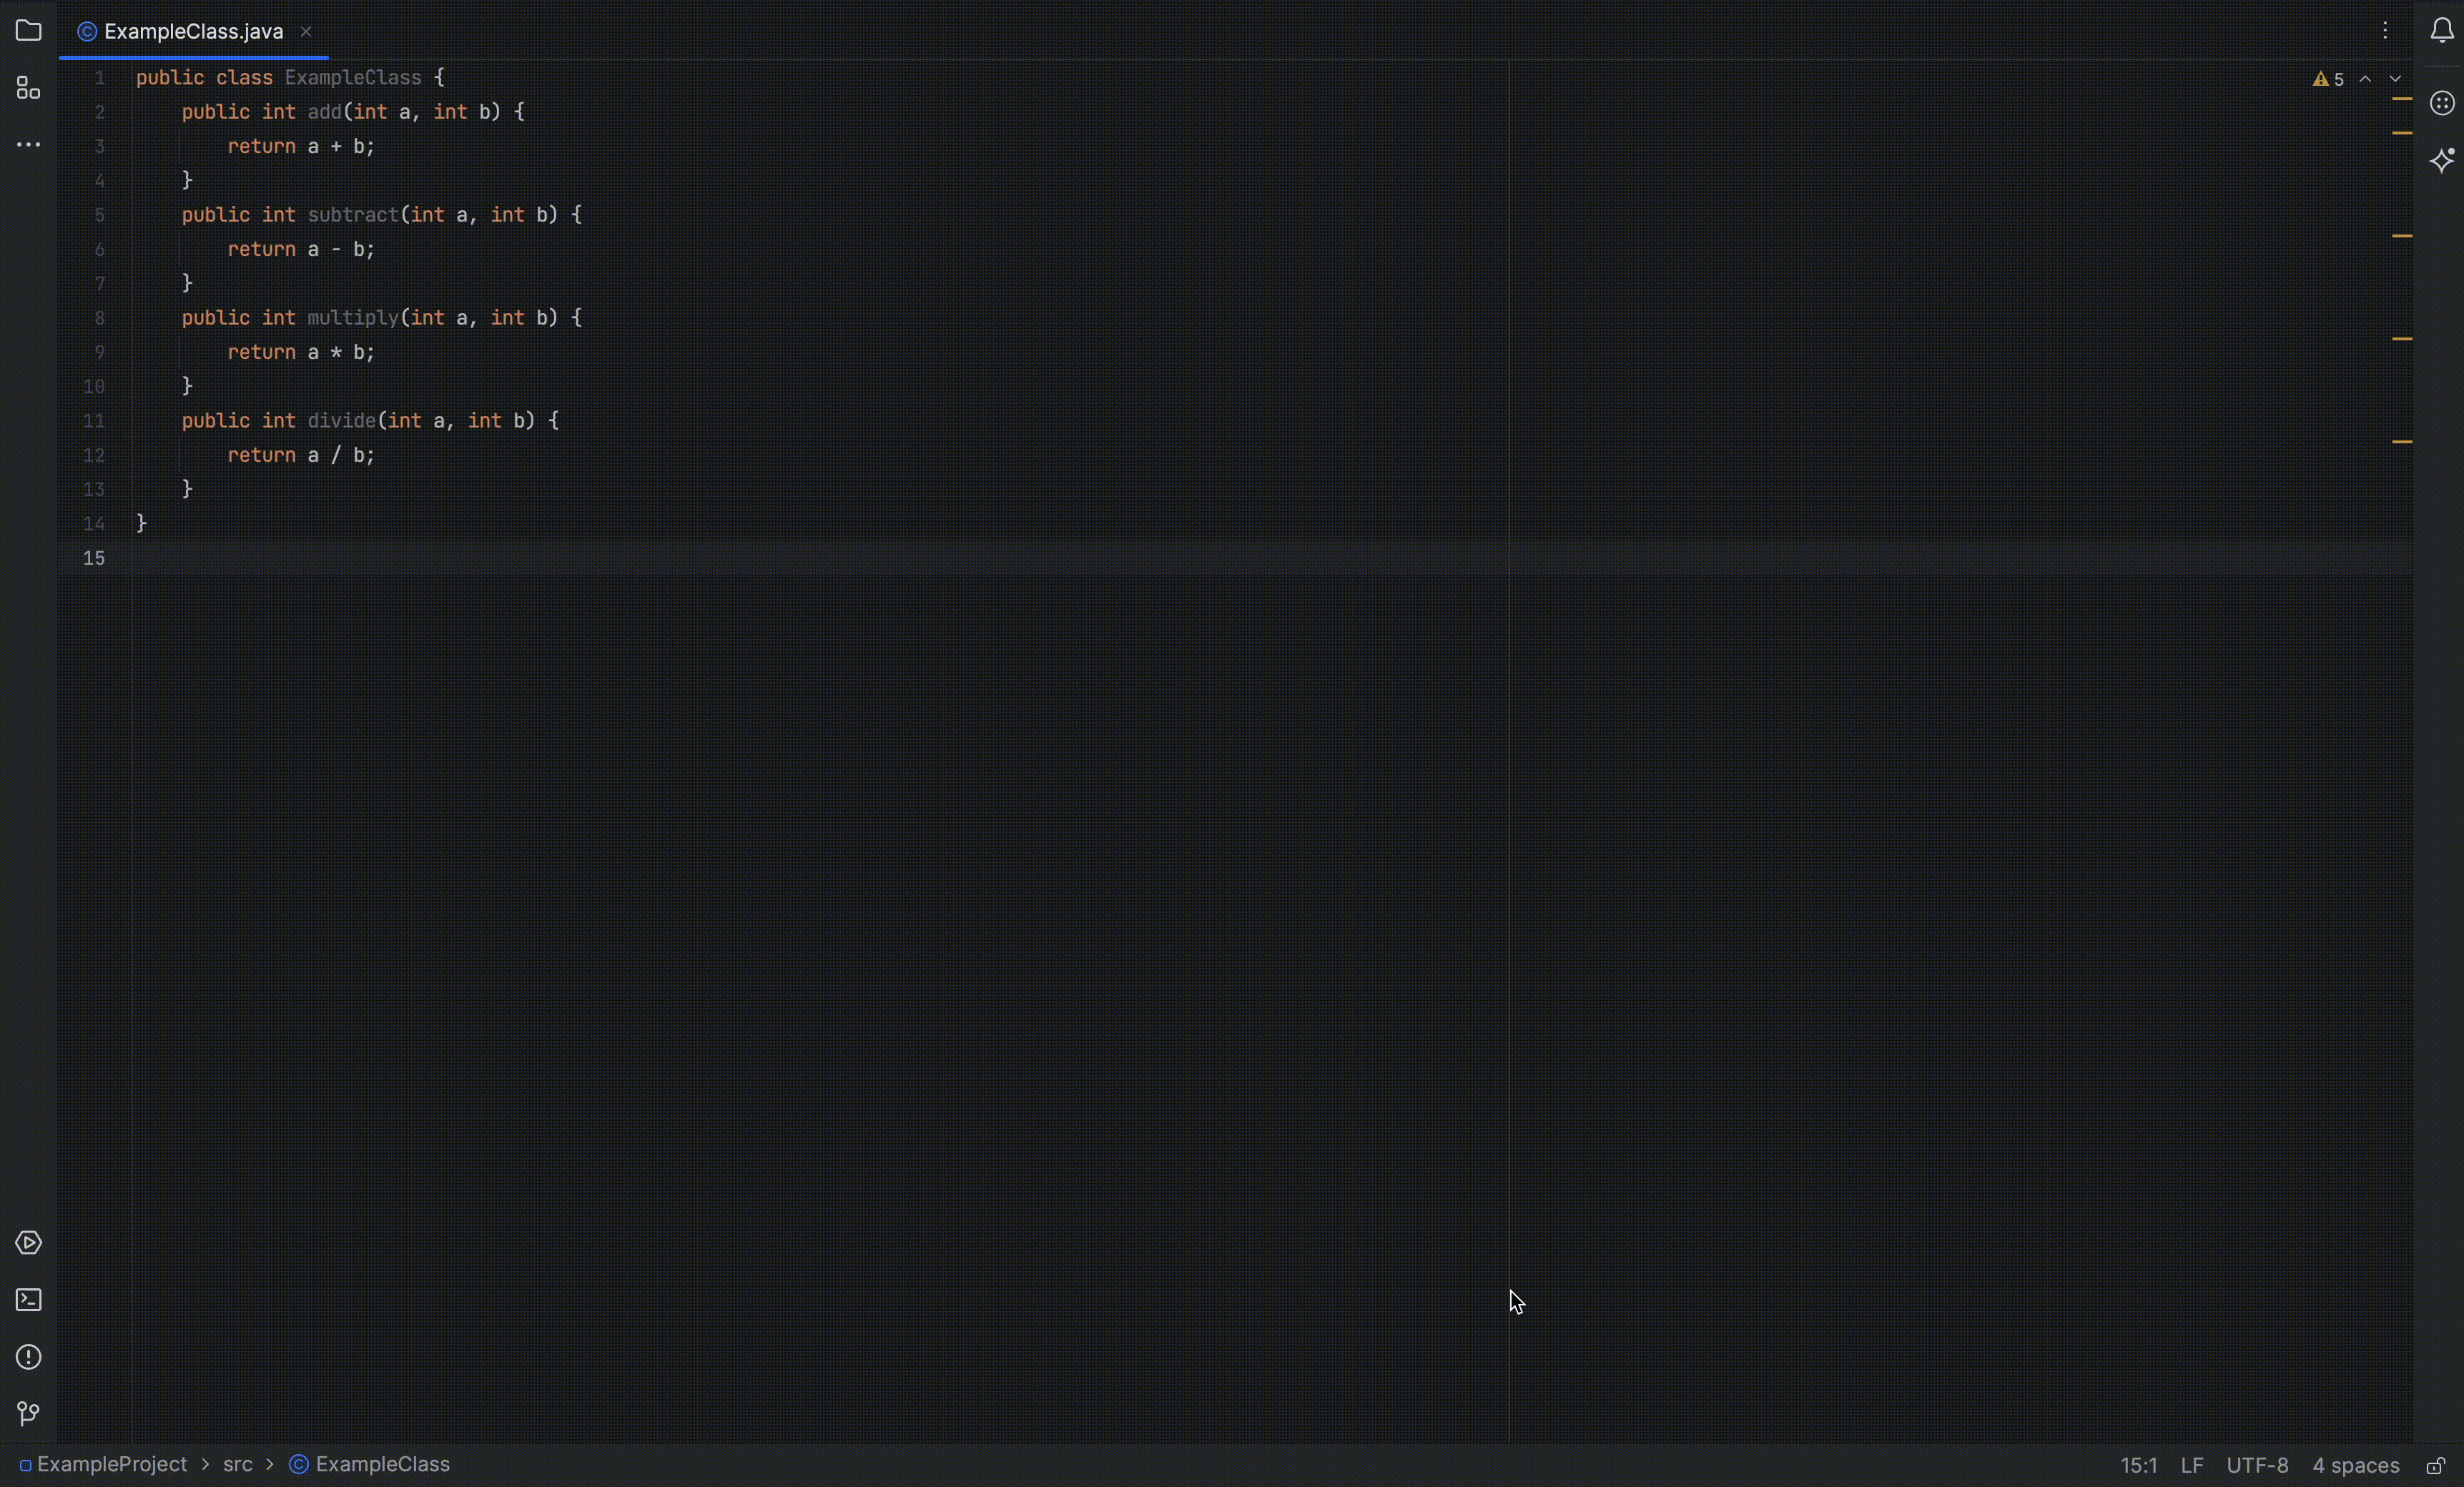 ExampleClass.java
5
1 public class ExampleClass {
2     public int add(int a, int b) {
3         return a + b;
4     }
5     public int subtract(int a, int b) {
6         return a - b;
7     }
8     public int multiply(int a, int b) {
9         return a * b;
10     }
11     public int divide(int a, int b) {
12         return a / b;
13     }
14 }
15
ExampleProject > src > ExampleClass
15:1 LF UTF-8 4 spaces